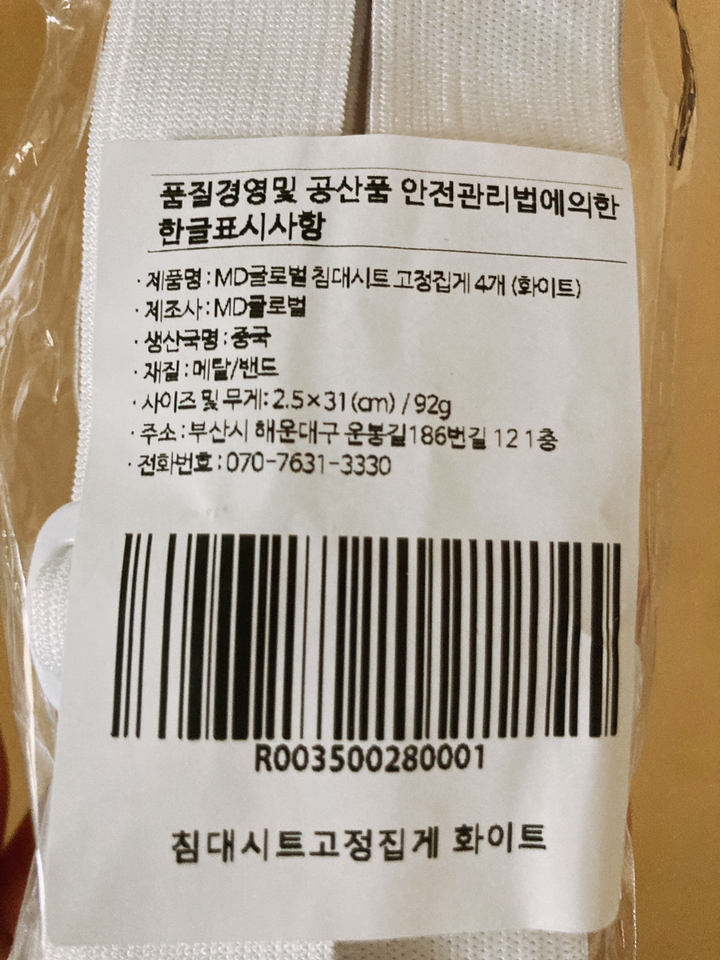 품질경영및 공산품 안전관리법에의한
한글표시사항
· 제품명 : MD글로벌 침대시트 고정집게 4개 (화이트)
· 제조사 : MD글로벌
· 생산국명 : 중국
· 재질 : 메탈/밴드
· 사이즈 및 무게 : 2.5×31(cm) / 92g
· 주소 : 부산시 해운대구 운봉길186번길 12 1층
· 전화번호 : 070-7631-3330
R003500280001
침대시트고정집게 화이트